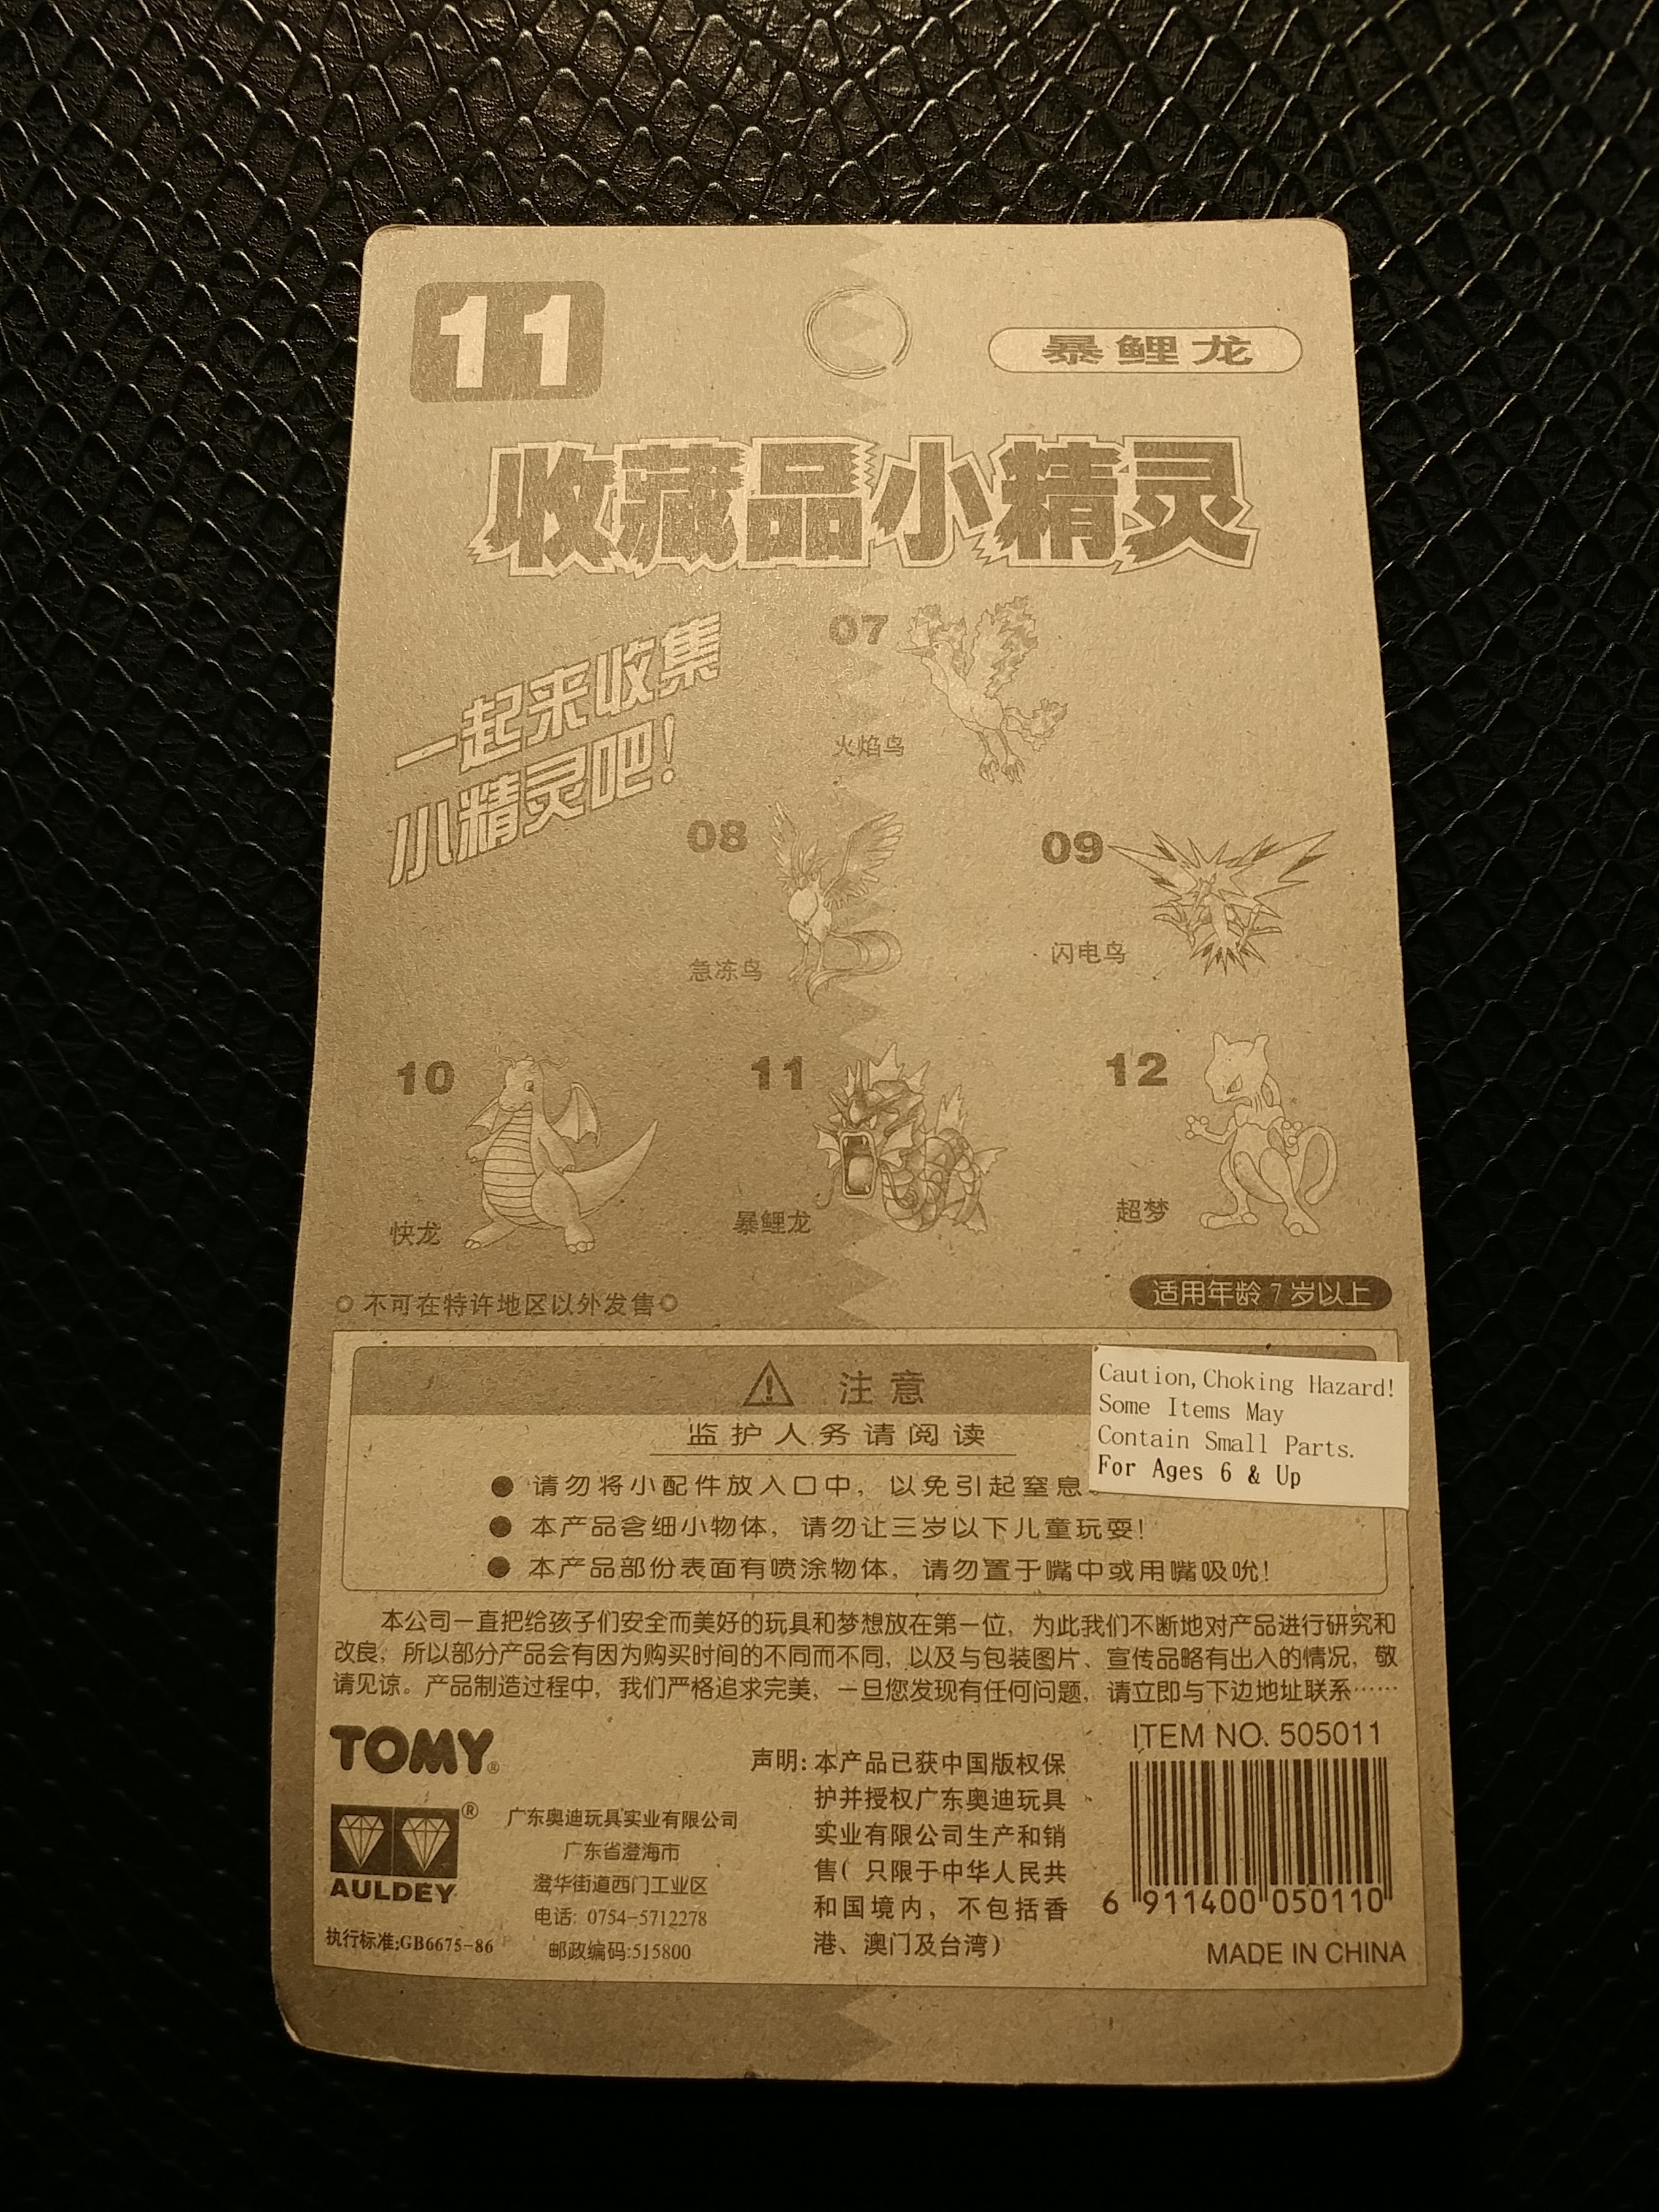 11
暴鲤龙
收藏品小精灵
一起来收集
小精灵吧！
07
火焰鸟
08
急冻鸟
09
闪电鸟
10
快龙
11
暴鲤龙
12
超梦
不可在特许地区以外发售
适用年龄7岁以上
注意
监护人务请阅读
● 请勿将小配件放入口中，以免引起窒息
● 本产品含细小物体，请勿让三岁以下儿童玩耍！
● 本产品部份表面有喷涂物体，请勿置于嘴中或用嘴吸吮！
Caution,Choking Hazard!
Some Items May
Contain Small Parts.
For Ages 6 & Up
本公司一直把给孩子们安全而美好的玩具和梦想放在第一位，为此我们不断地对产品进行研究和
改良，所以部分产品会有因为购买时间的不同而不同，以及与包装图片、宣传品略有出入的情况，敬
请见谅。产品制造过程中，我们严格追求完美，一旦您发现有任何问题，请立即与下边地址联系……
TOMY®
AULDEY®
执行标准:GB6675-86
广东奥迪玩具实业有限公司
广东省澄海市
澄华街道西门工业区
电话: 0754-5712278
邮政编码:515800
声明: 本产品已获中国版权保
护并授权广东奥迪玩具
实业有限公司生产和销
售( 只限于中华人民共
和国境内，不包括香
港、澳门及台湾)
ITEM NO. 505011
6 911400 050110
MADE IN CHINA